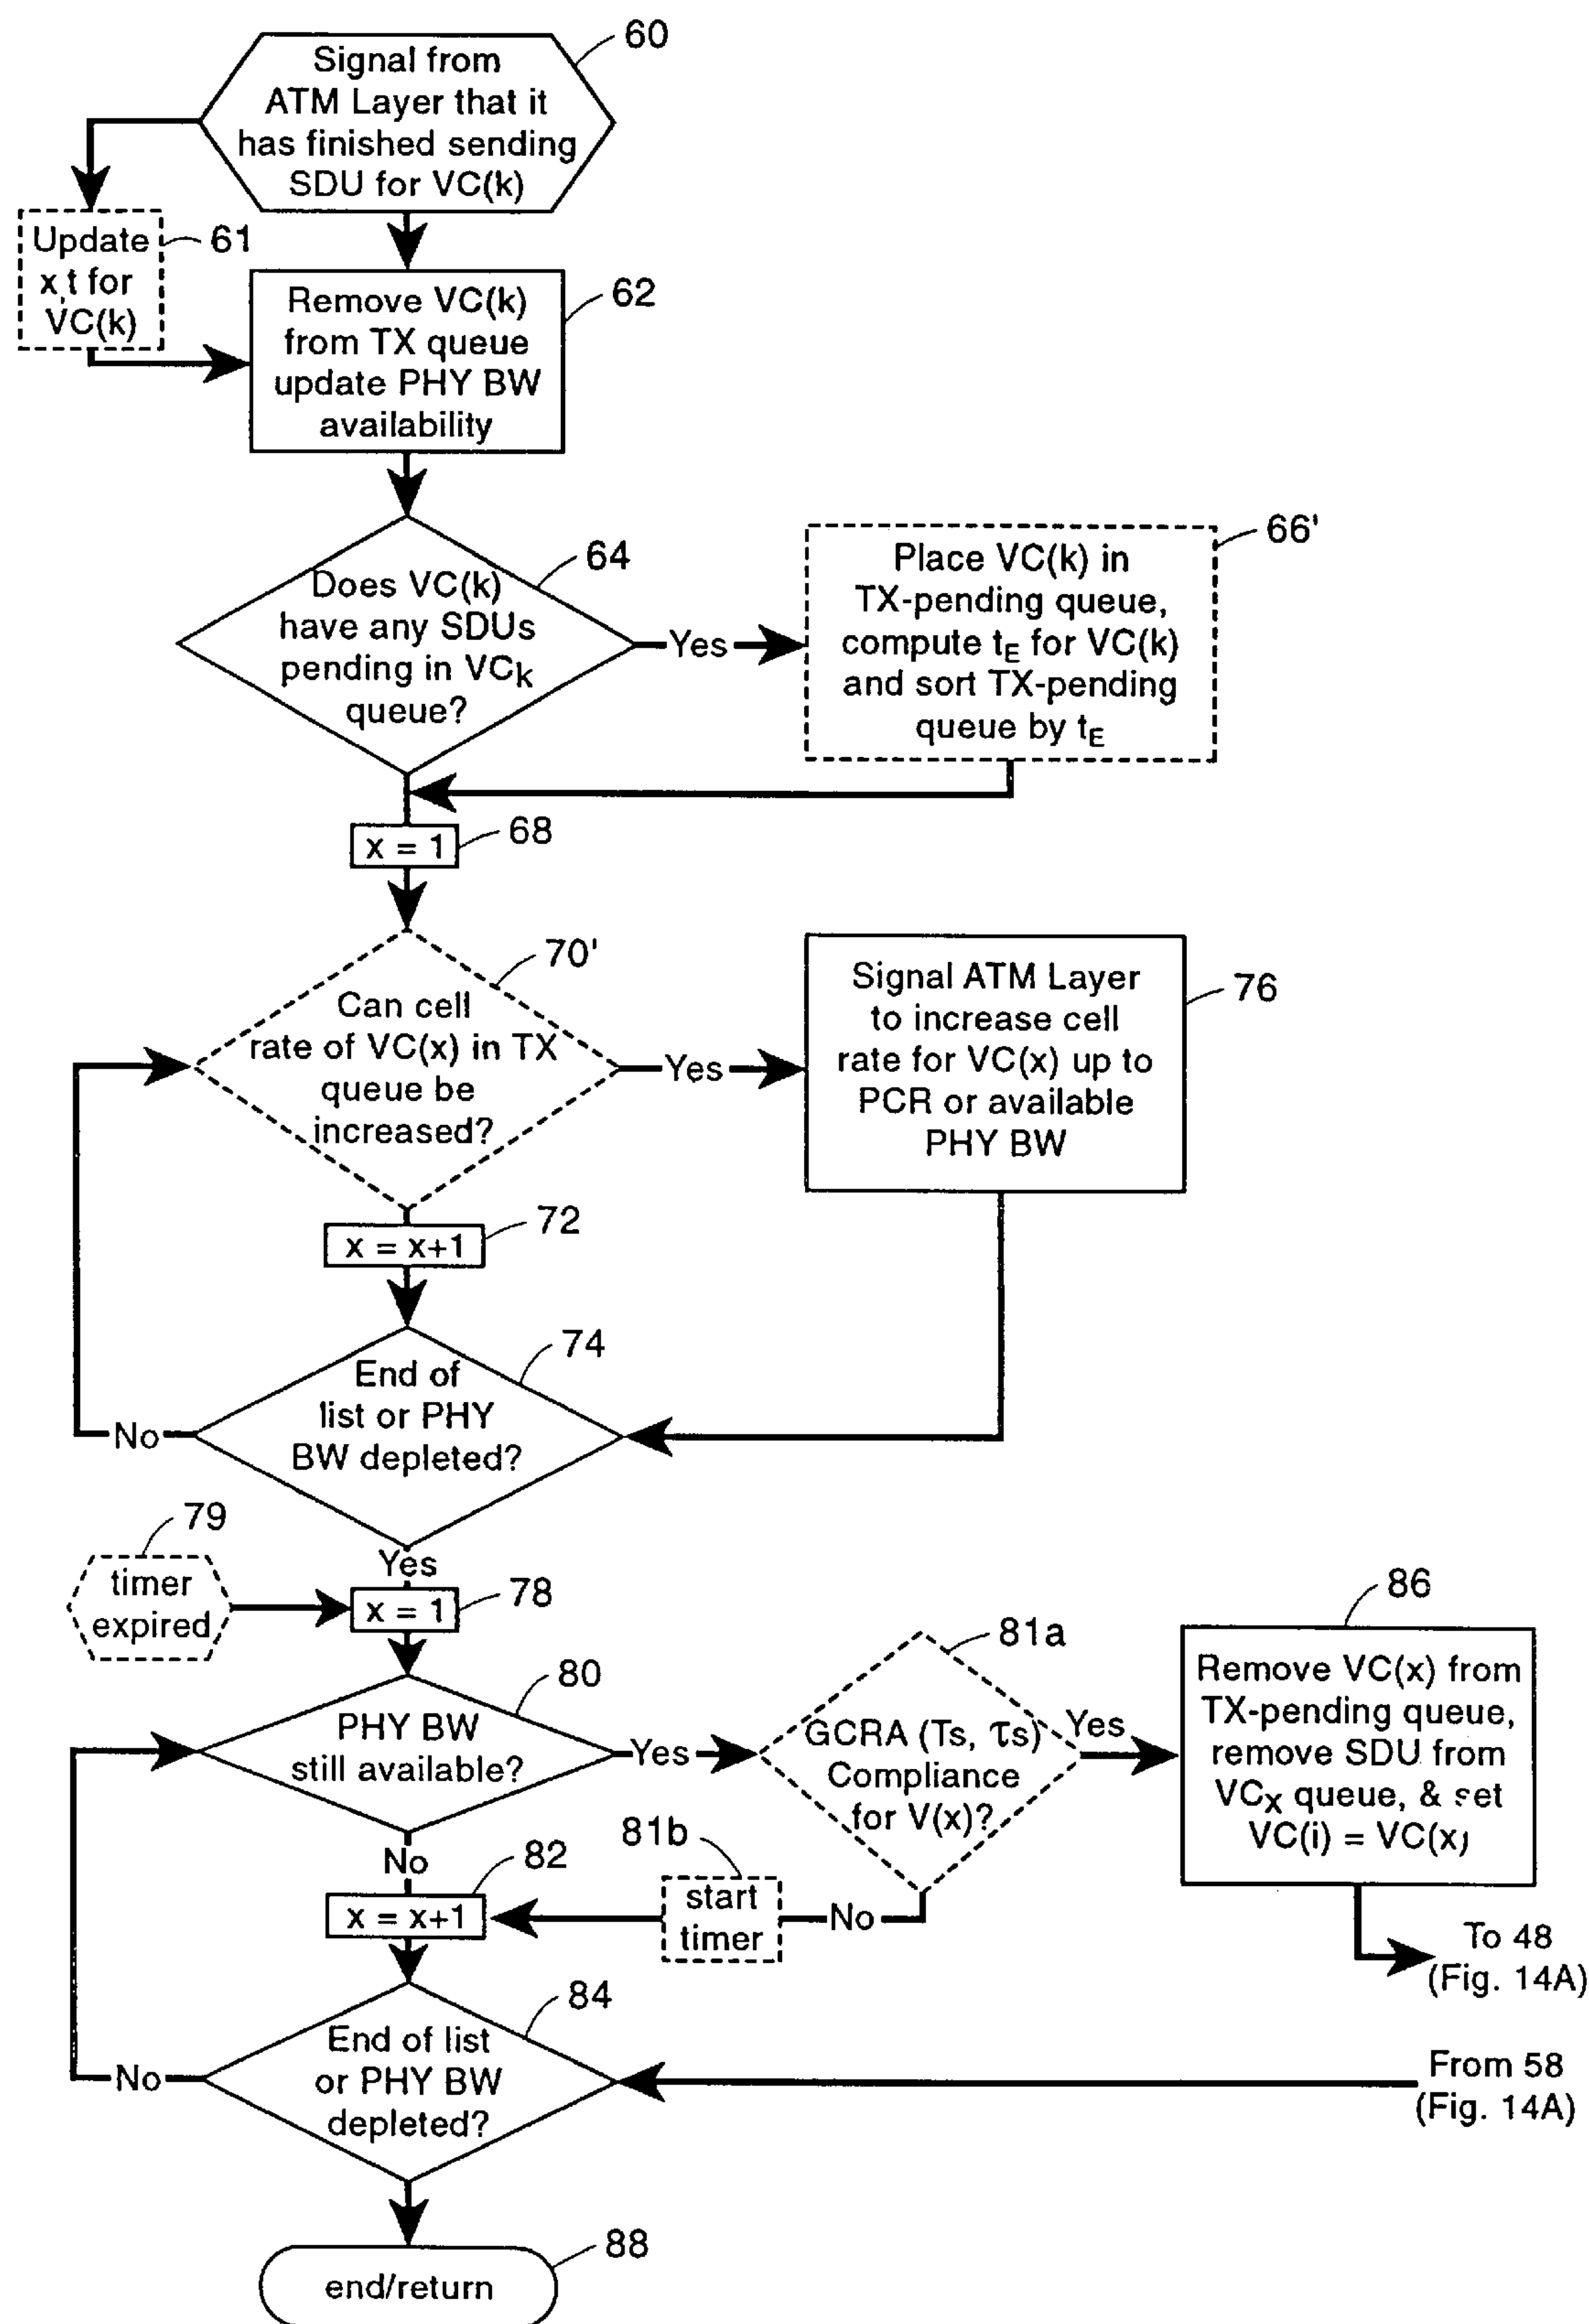 60
Signal from
ATM Layer that it
has finished sending
SDU for VC(k)
61
Update
x,t for
VC(k)
62
Remove VC(k)
from TX queue
update PHY BW
availability
64
Does VC(k)
have any SDUs
pending in VCk
queue?
Yes
66'
Place VC(k) in
TX-pending queue,
compute tE for VC(k)
and sort TX-pending
queue by tE
x = 1
68
70'
Can cell
rate of VC(x) in TX
queue be
increased?
Yes
76
Signal ATM Layer
to increase cell
rate for VC(x) up to
PCR or available
PHY BW
72
x = x+1
74
End of
list or PHY
BW depleted?
No
Yes
79
timer
expired
x = 1
78
80
PHY BW
still available?
Yes
No
81a
GCRA (Ts, τs)
Compliance
for V(x)?
Yes
No
86
Remove VC(x) from
TX-pending queue,
remove SDU from
VCx queue, & set
VC(i) = VC(x)
To 48
(Fig. 14A)
81b
start
timer
82
x = x+1
84
End of list
or PHY BW
depleted?
No
From 58
(Fig. 14A)
88
end/return